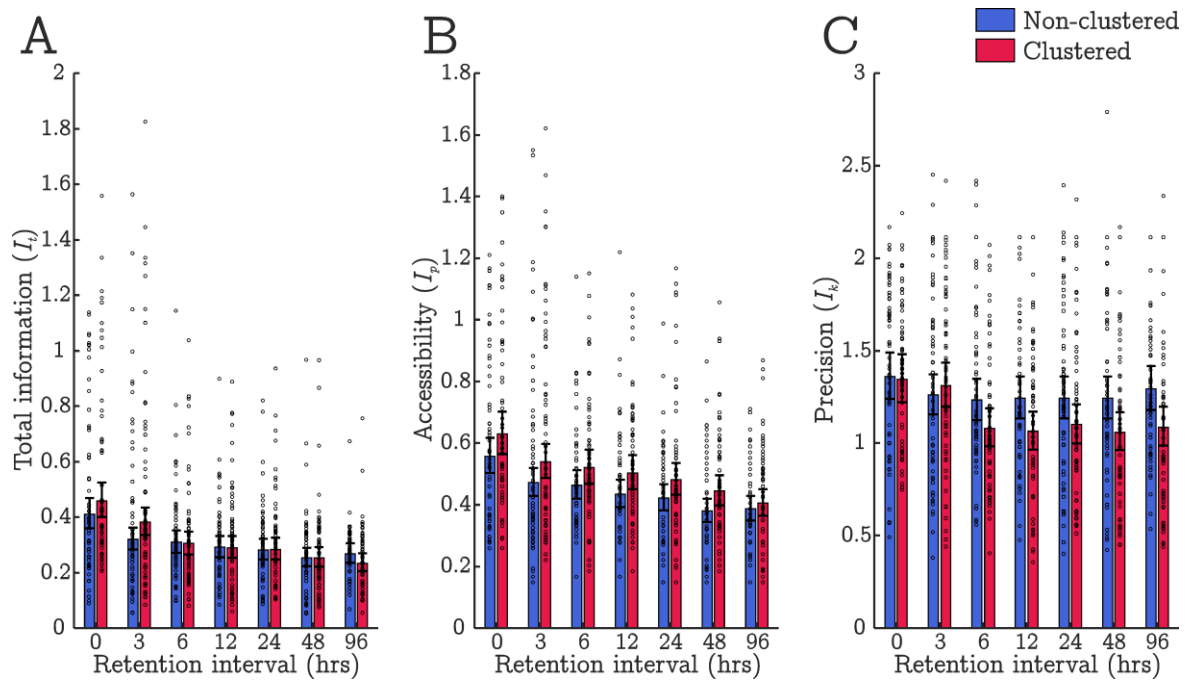 A
B
C
Non-clustered
Clustered
Total information (I_t)
2
1.8
1.6
1.4
1.2
1
0.8
0.6
0.4
0.2
0
0 3 6 12 24 48 96
Retention interval (hrs)
Accessibility (I_p)
1.8
1.6
1.4
1.2
1
0.8
0.6
0.4
0.2
0
0 3 6 12 24 48 96
Retention interval (hrs)
Precision (I_k)
3
2.5
2
1.5
1
0.5
0
0 3 6 12 24 48 96
Retention interval (hrs)